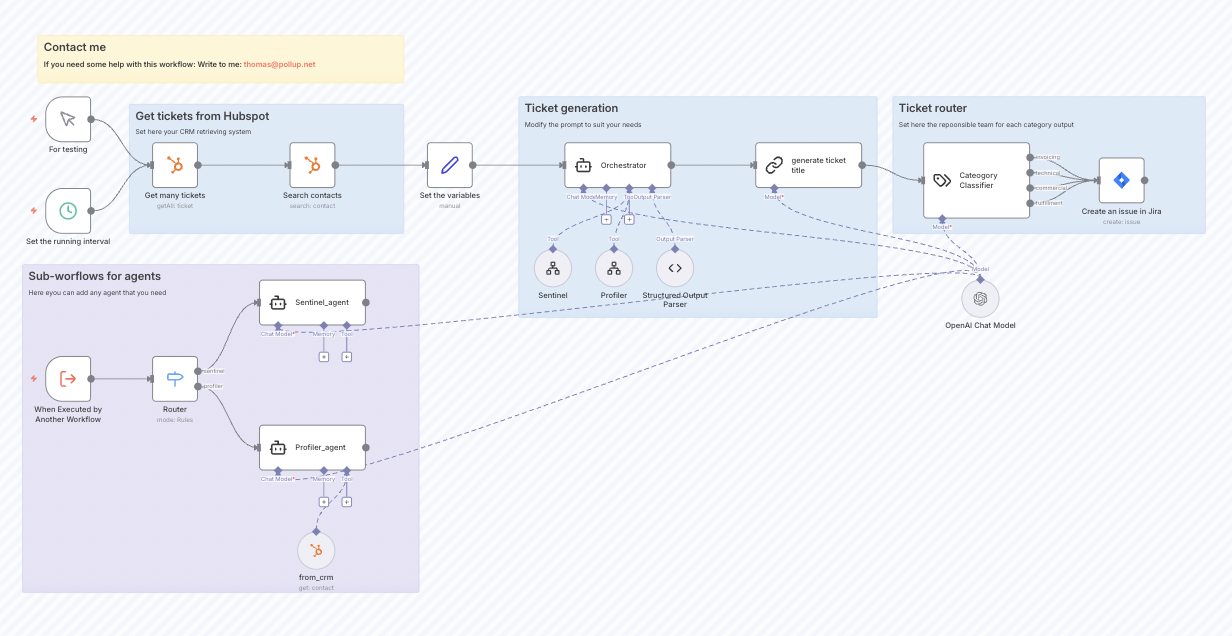 Contact me
If you need some help with this workflow: Write to me: thomas@pollup.net
For testing
Set the running interval
Get tickets from Hubspot
Set here your CRM retrieving system
Get many tickets
getAll: ticket
Search contacts
search: contact
Set the variables
manual
Ticket generation
Modify the prompt to suit your needs
Orchestrator
Chat Model
Memory
Tool
Output Parser
generate ticket
title
Model*
Tool
Tool
Output Parser
Sentinel
Profiler
Structured Output
Parser
Ticket router
Set here the repoonsible team for each category output
Cateogory
Classifier
Model*
invoicing
technical
commercial
fulfillment
Create an issue in Jira
create: issue
Model
OpenAI Chat Model
Sub-worflows for agents
Here eyou can add any agent that you need
When Executed by
Another Workflow
Router
mode: Rules
sentinel
profiler
Sentinel_agent
Chat Model*
Memory
Tool
Profiler_agent
Chat Model*
Memory
Tool
from_crm
get: contact